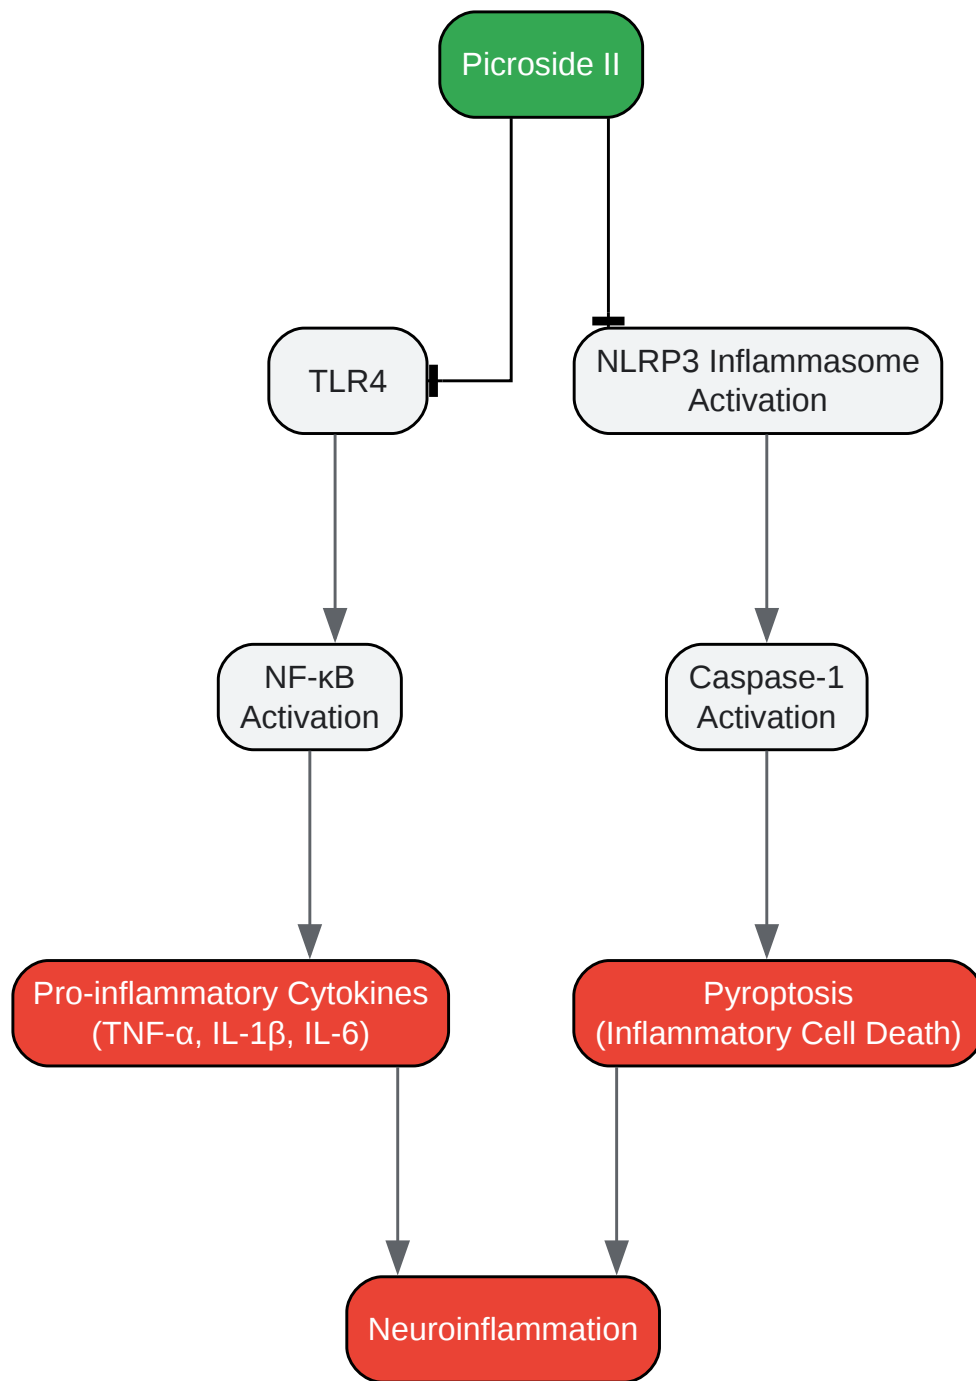 Picroside II
TLR4
NLRP3 Inflammasome
Activation
NF-κB
Activation
Caspase-1
Activation
Pro-inflammatory Cytokines
(TNF-α, IL-1β, IL-6)
Pyroptosis
(Inflammatory Cell Death)
Neuroinflammation